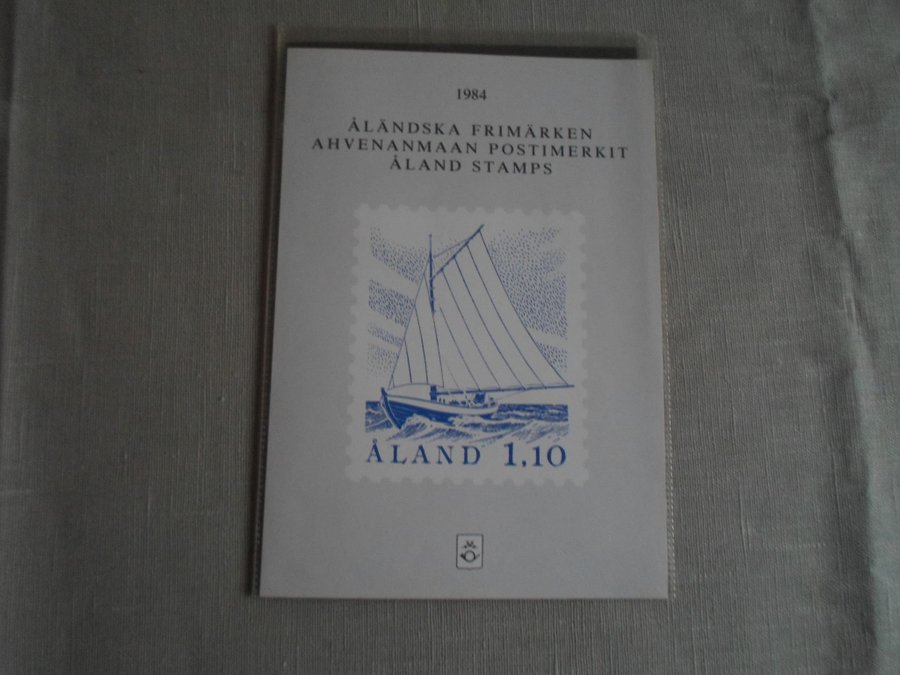 1984
ÅLÄNDSKA FRIMÄRKEN
AHVENANMAAN POSTIMERKIT
ÅLAND STAMPS
ÅLAND 1,10